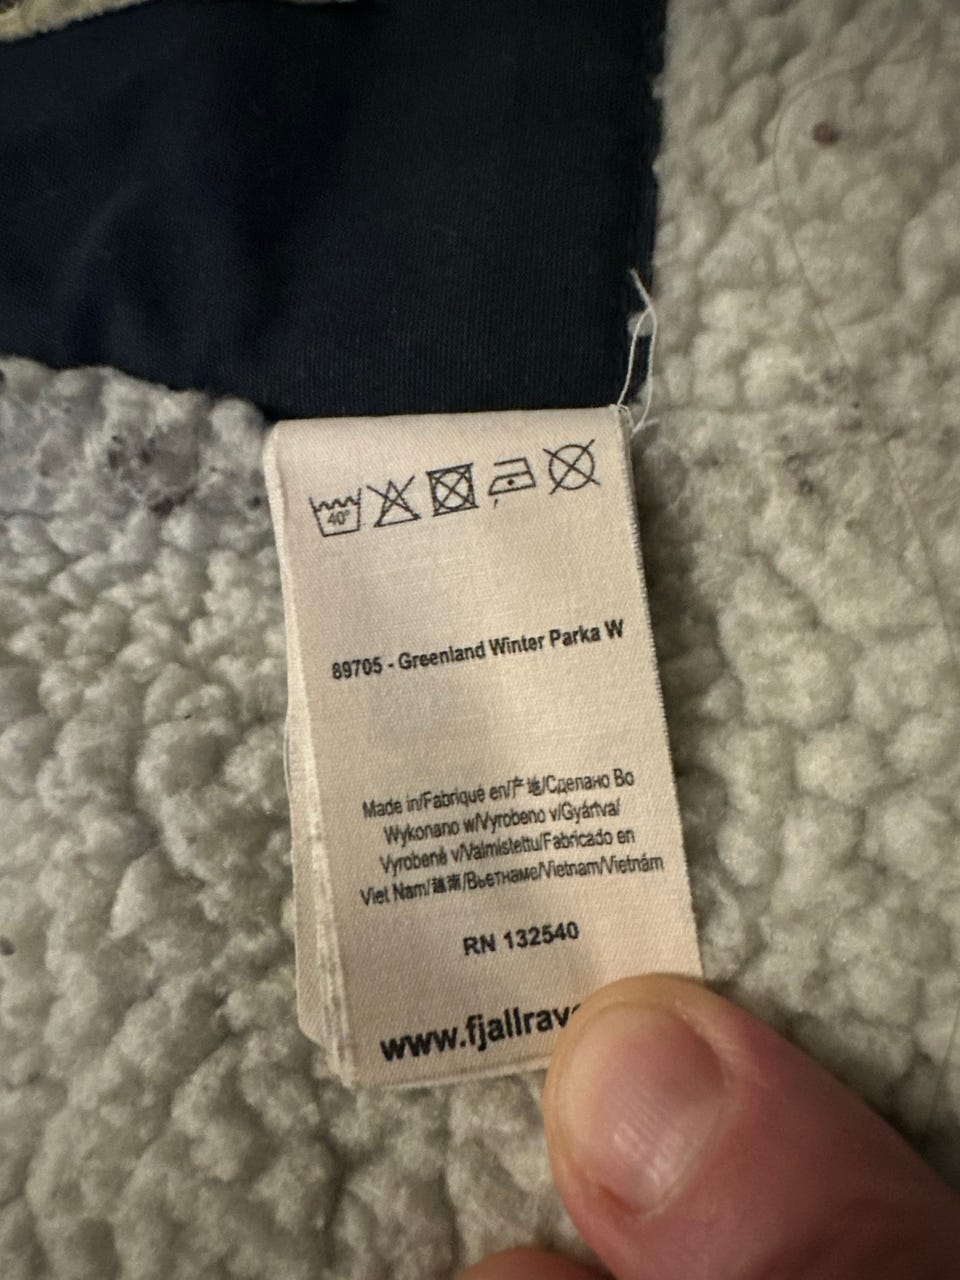 40°
89705 - Greenland Winter Parka W
Made in/Fabriqué en/产地/Сделано Во
Wykonano w/Vyrobeno v/Gyártva/
Vyrobené v/Valmistettu/Fabricado en
Viet Nam/越南/Вьетнаме/Vietnam/Vietnám
RN 132540
www.fjallrav